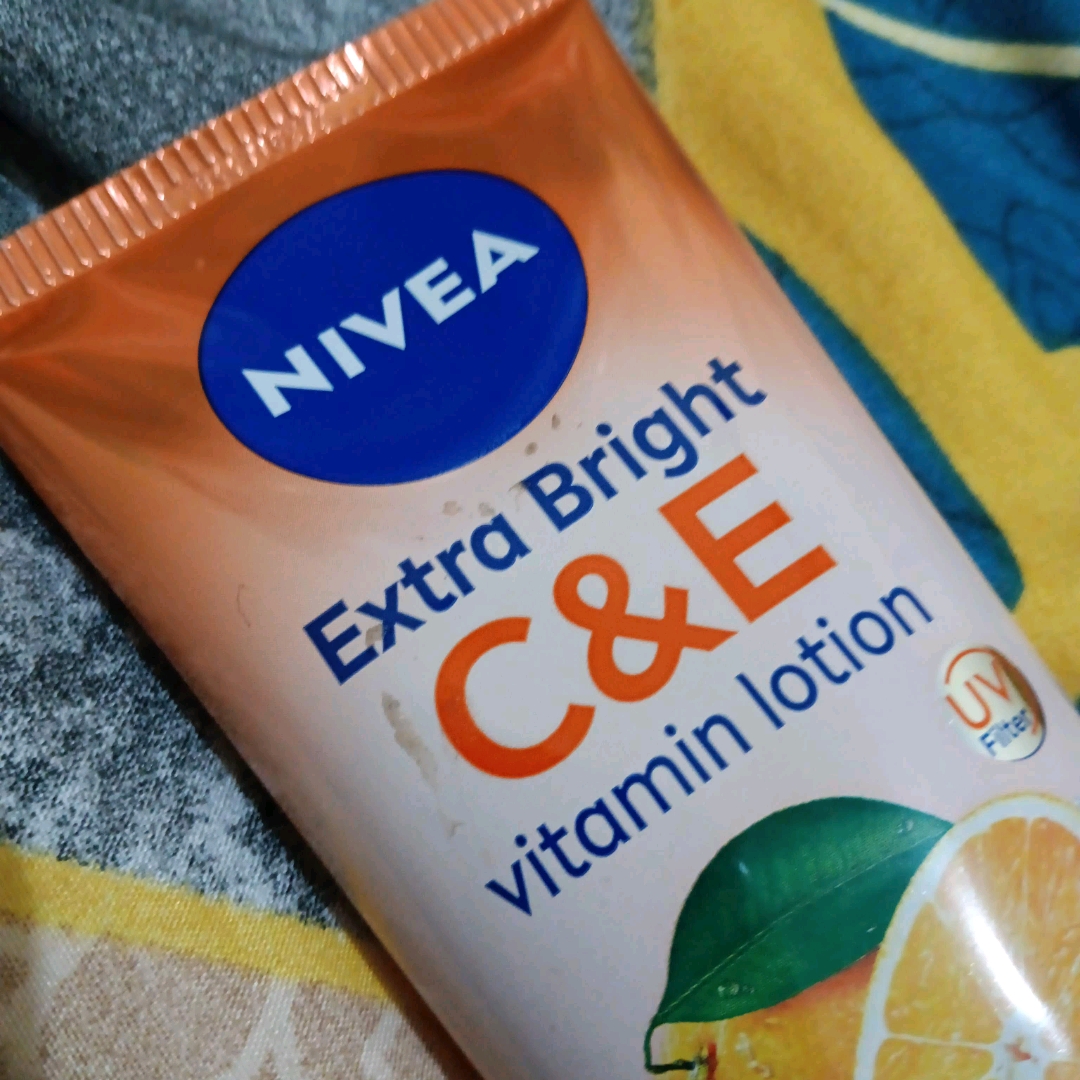 NIVEA
Extra Bright
C&E
vitamin lotion
UV
Filter